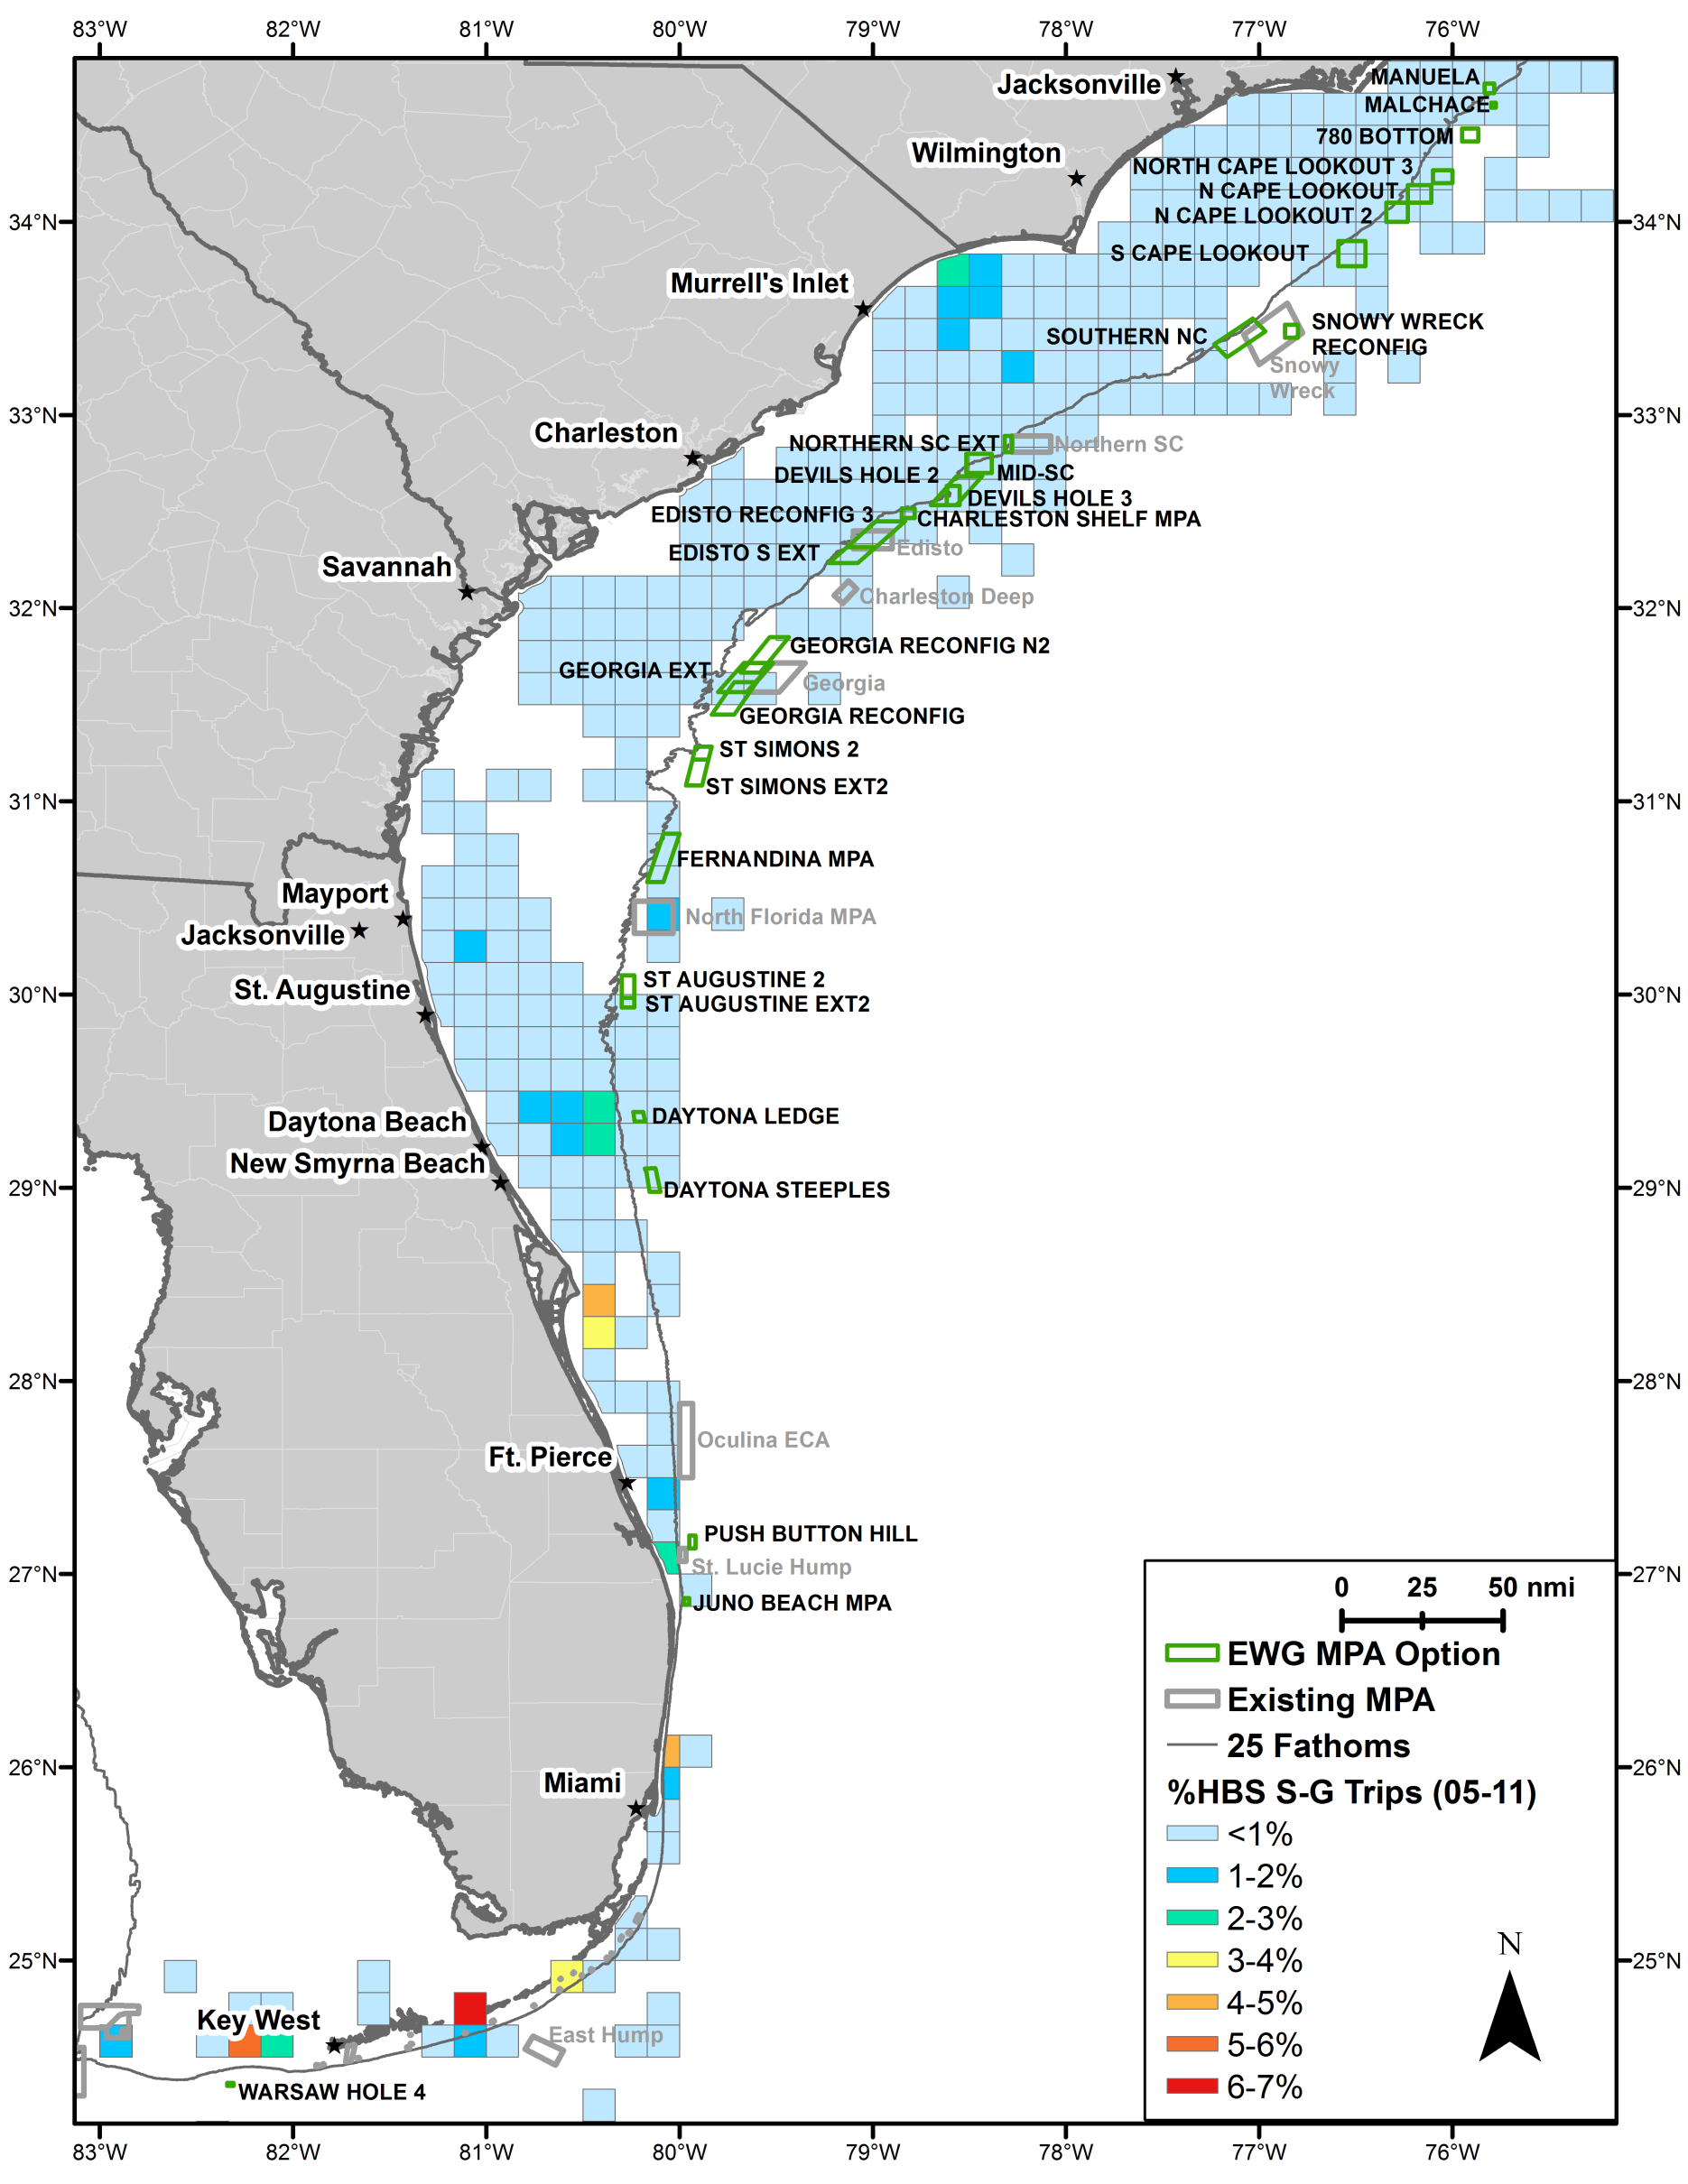 83°W 82°W 81°W 80°W 79°W 78°W 77°W 76°W
Jacksonville
MANUELA
MALCHACE
780 BOTTOM
Wilmington
NORTH CAPE LOOKOUT 3
N CAPE LOOKOUT
N CAPE LOOKOUT 2
34°N 34°N
S CAPE LOOKOUT
Murrell's Inlet
SOUTHERN NC
SNOWY WRECK
RECONFIG
Snowy
Wreck
33°N 33°N
Charleston
NORTHERN SC EXT
Northern SC
DEVILS HOLE 2
MID-SC
DEVILS HOLE 3
EDISTO RECONFIG 3
CHARLESTON SHELF MPA
EDISTO S EXT
Edisto
Savannah
Charleston Deep
32°N 32°N
GEORGIA RECONFIG N2
GEORGIA EXT
Georgia
GEORGIA RECONFIG
ST SIMONS 2
ST SIMONS EXT2
31°N 31°N
FERNANDINA MPA
Mayport
North Florida MPA
Jacksonville
ST AUGUSTINE 2
St. Augustine
30°N 30°N
ST AUGUSTINE EXT2
DAYTONA LEDGE
Daytona Beach
New Smyrna Beach
29°N 29°N
DAYTONA STEEPLES
28°N 28°N
Oculina ECA
Ft. Pierce
PUSH BUTTON HILL
St. Lucie Hump
27°N 27°N
JUNO BEACH MPA
0 25 50 nmi
EWG MPA Option
Existing MPA
25 Fathoms
%HBS S-G Trips (05-11)
<1%
1-2%
2-3%
3-4%
4-5%
5-6%
6-7%
N
26°N 26°N
Miami
25°N 25°N
Key West
East Hump
WARSAW HOLE 4
83°W 82°W 81°W 80°W 79°W 78°W 77°W 76°W